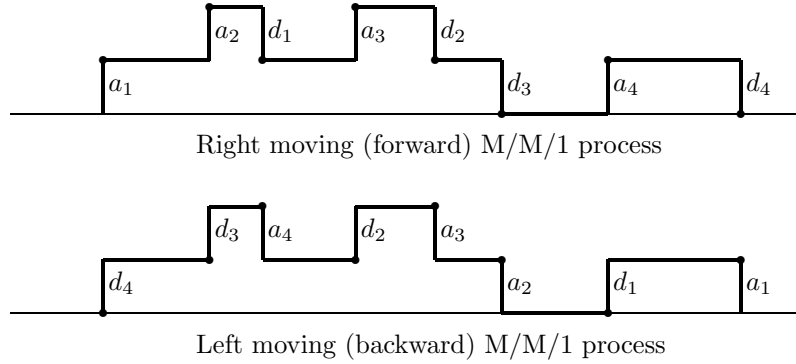 a₂ d₁ a₃ d₂
a₁ d₃ a₄ d₄
Right moving (forward) M/M/1 process
d₃ a₄ d₂ a₃
d₄ a₂ d₁ a₁
Left moving (backward) M/M/1 process